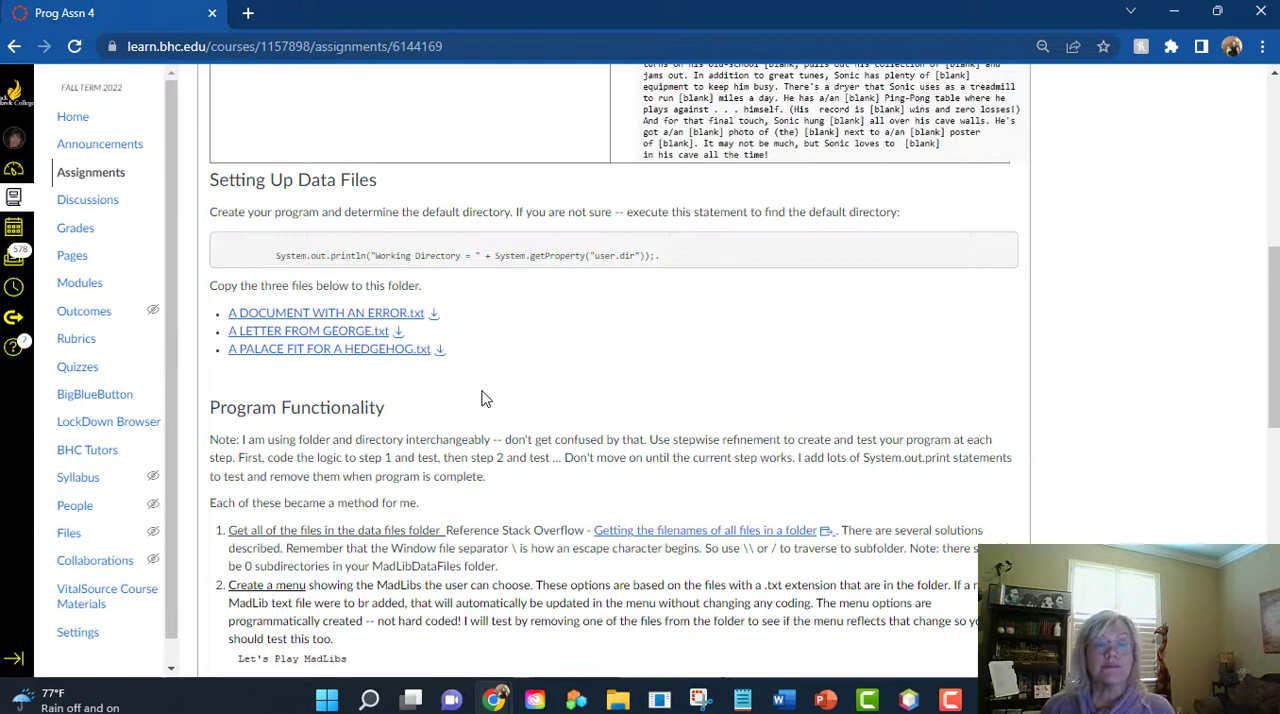 Prog Assn 4
learn.bhc.edu/courses/1157898/assignments/6144169
FALL TERM 2022
Home
Announcements
Assignments
Discussions
Grades
Pages
Modules
Outcomes
Rubrics
Quizzes
BigBlueButton
LockDown Browser
BHC Tutors
Syllabus
People
Files
Collaborations
VitalSource Course
Materials
Settings
578
7
turns on his old-school [blank, pulls out his collection of [blank] and
jams out. In addition to great tunes, Sonic has plenty of [blank]
equipment to keep him busy. There's a dryer that Sonic uses as a treadmill
to run [blank] miles a day. He has a/an [blank] Ping-Pong table where he
plays against . . . himself. (His  record is [blank] wins and zero losses!)
And for that final touch, Sonic hung [blank] all over his cave walls. He's
got a/an [blank] photo of (the) [blank] next to a/an [blank] poster
of [blank]. It may not be much, but Sonic loves to  [blank]
in his cave all the time!
Setting Up Data Files
Create your program and determine the default directory. If you are not sure -- execute this statement to find the default directory:
System.out.println("Working Directory = " + System.getProperty("user.dir"));.
Copy the three files below to this folder.
A DOCUMENT WITH AN ERROR.txt
A LETTER FROM GEORGE.txt
A PALACE FIT FOR A HEDGEHOG.txt
Program Functionality
Note: I am using folder and directory interchangeably -- don't get confused by that. Use stepwise refinement to create and test your program at each
step. First, code the logic to step 1 and test, then step 2 and test ... Don't move on until the current step works. I add lots of System.out.print statements
to test and remove them when program is complete.
Each of these became a method for me.
1. Get all of the files in the data files folder Reference Stack Overflow - Getting the filenames of all files in a folder . There are several solutions
described. Remember that the Window file separator \ is how an escape character begins. So use \\ or / to traverse to subfolder. Note: there s
be 0 subdirectories in your MadLibDataFiles folder.
2. Create a menu showing the MadLibs the user can choose. These options are based on the files with a .txt extension that are in the folder. If a n
MadLib text file were to br added, that will automatically be updated in the menu without changing any coding. The menu options are
programmatically created -- not hard coded! I will test by removing one of the files from the folder to see if the menu reflects that change so y
should test this too.
Let's Play MadLibs
77°F
Rain off and on